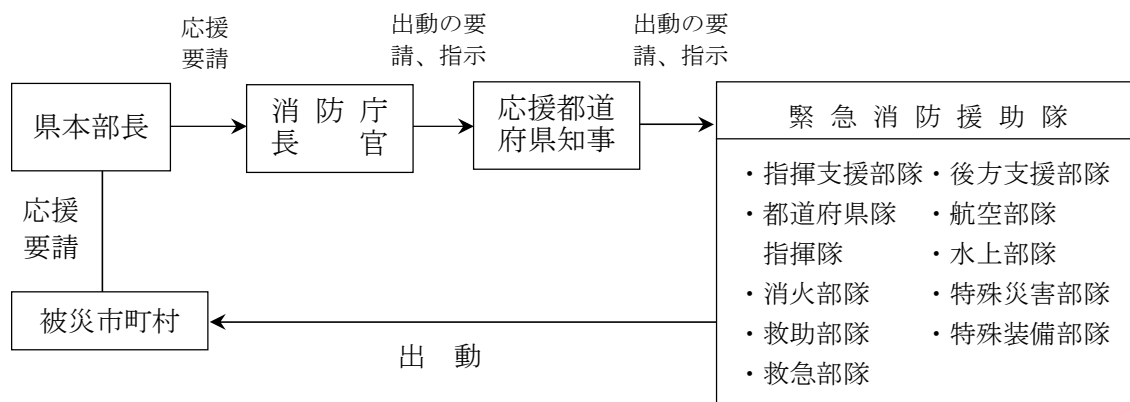 応援
要請
出動の要
請、指示
出動の要
請、指示
県本部長
消防庁
長官
応援都道
府県知事
緊急消防援助隊
・指揮支援部隊・後方支援部隊
・都道府県隊 ・航空部隊
指揮隊 ・水上部隊
・消火部隊 ・特殊災害部隊
・救助部隊 ・特殊装備部隊
・救急部隊
応援
要請
被災市町村
出動